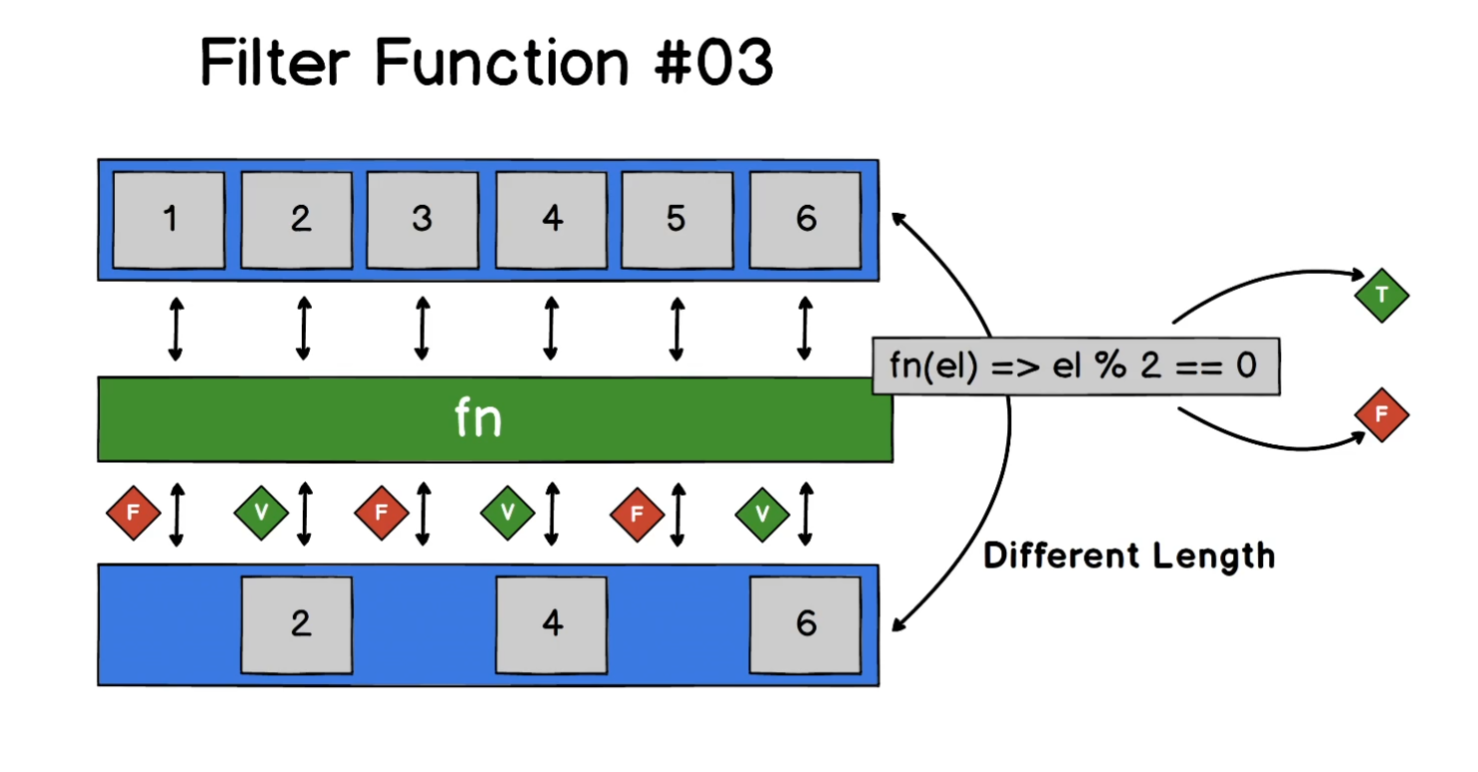 Filter Function #03
1 2 3 4 5 6
T
fn(el) => el % 2 == 0
fn
F
F V F V F V
Different Length
2 4 6